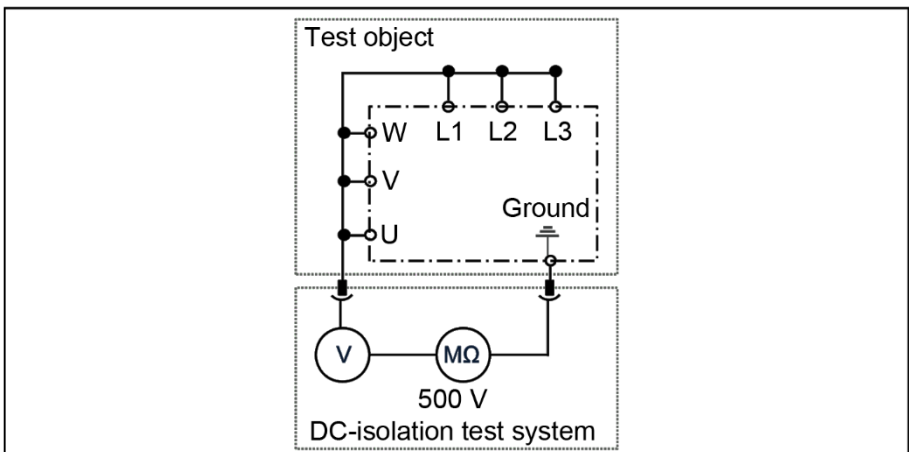 Test object
W L1 L2 L3
V
Ground
U
V MΩ
500 V
DC-isolation test system